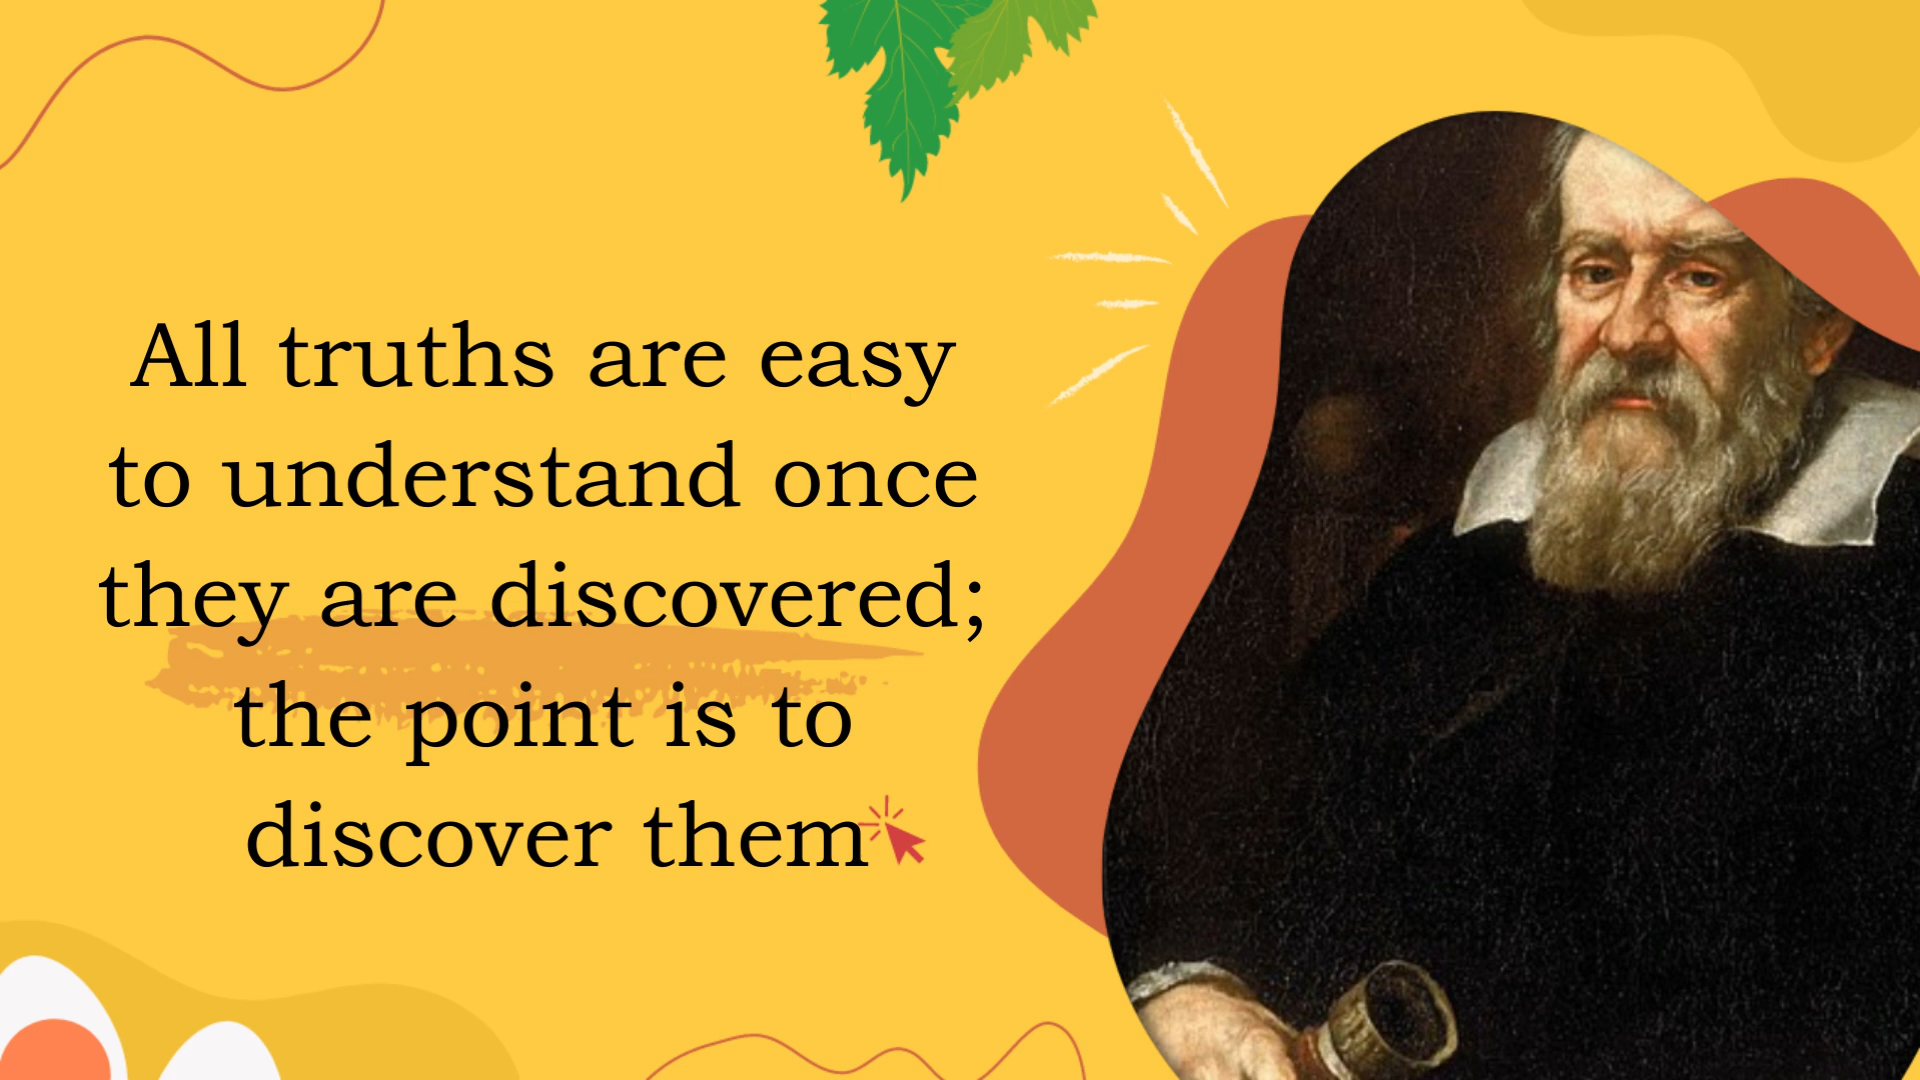 All truths are easy
to understand once
they are discovered;
the point is to
discover them